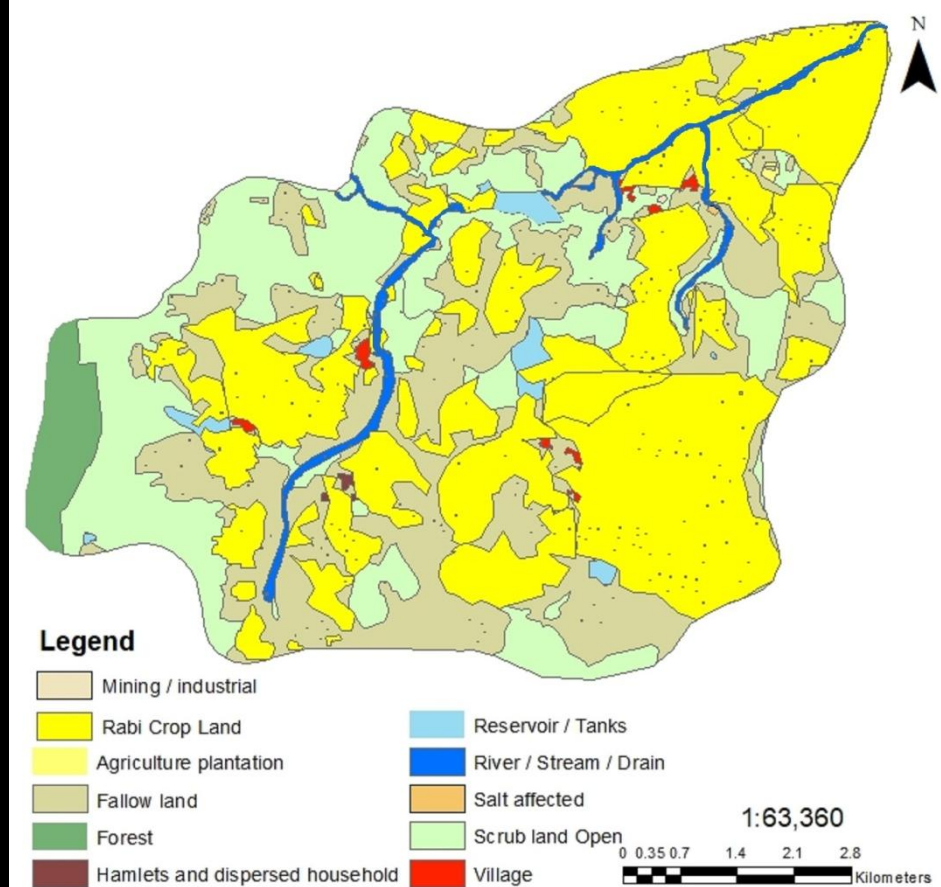 N
Legend
Mining / industrial
Rabi Crop Land
Agriculture plantation
Fallow land
Forest
Hamlets and dispersed household
Reservoir / Tanks
River / Stream / Drain
Salt affected
Scrub land Open
Village
1:63,360
0 0.35 0.7 1.4 2.1 2.8
Kilometers